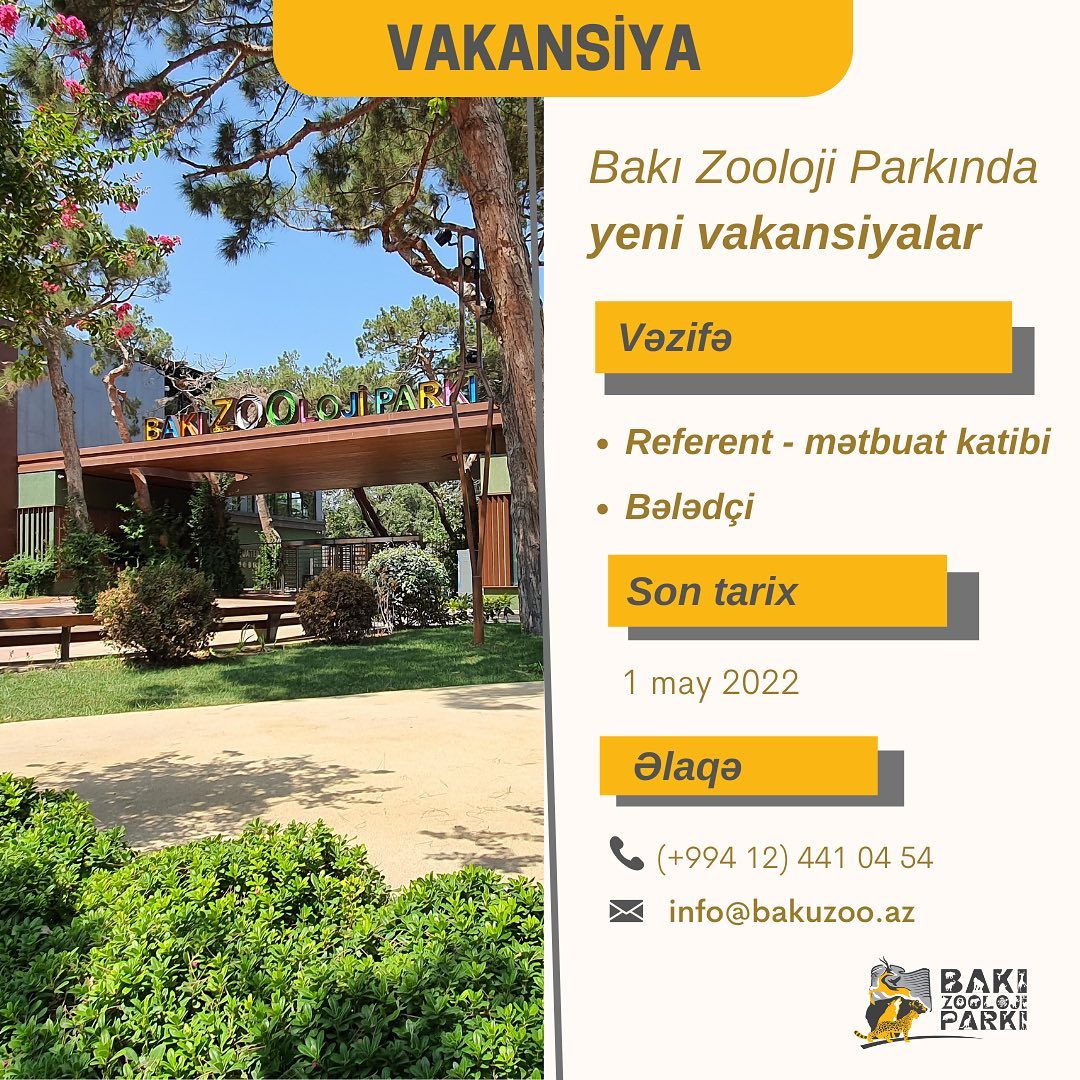 VAKANSİYA
Bakı Zooloji Parkında
yeni vakansiyalar
Vəzifə
Referent - mətbuat katibi
Bələdçi
Son tarix
1 may 2022
Əlaqə
(+994 12) 441 04 54
info@bakuzoo.az
BAKI ZOOLOJİ PARKI
BAKI
ZOOLOJİ
PARKI